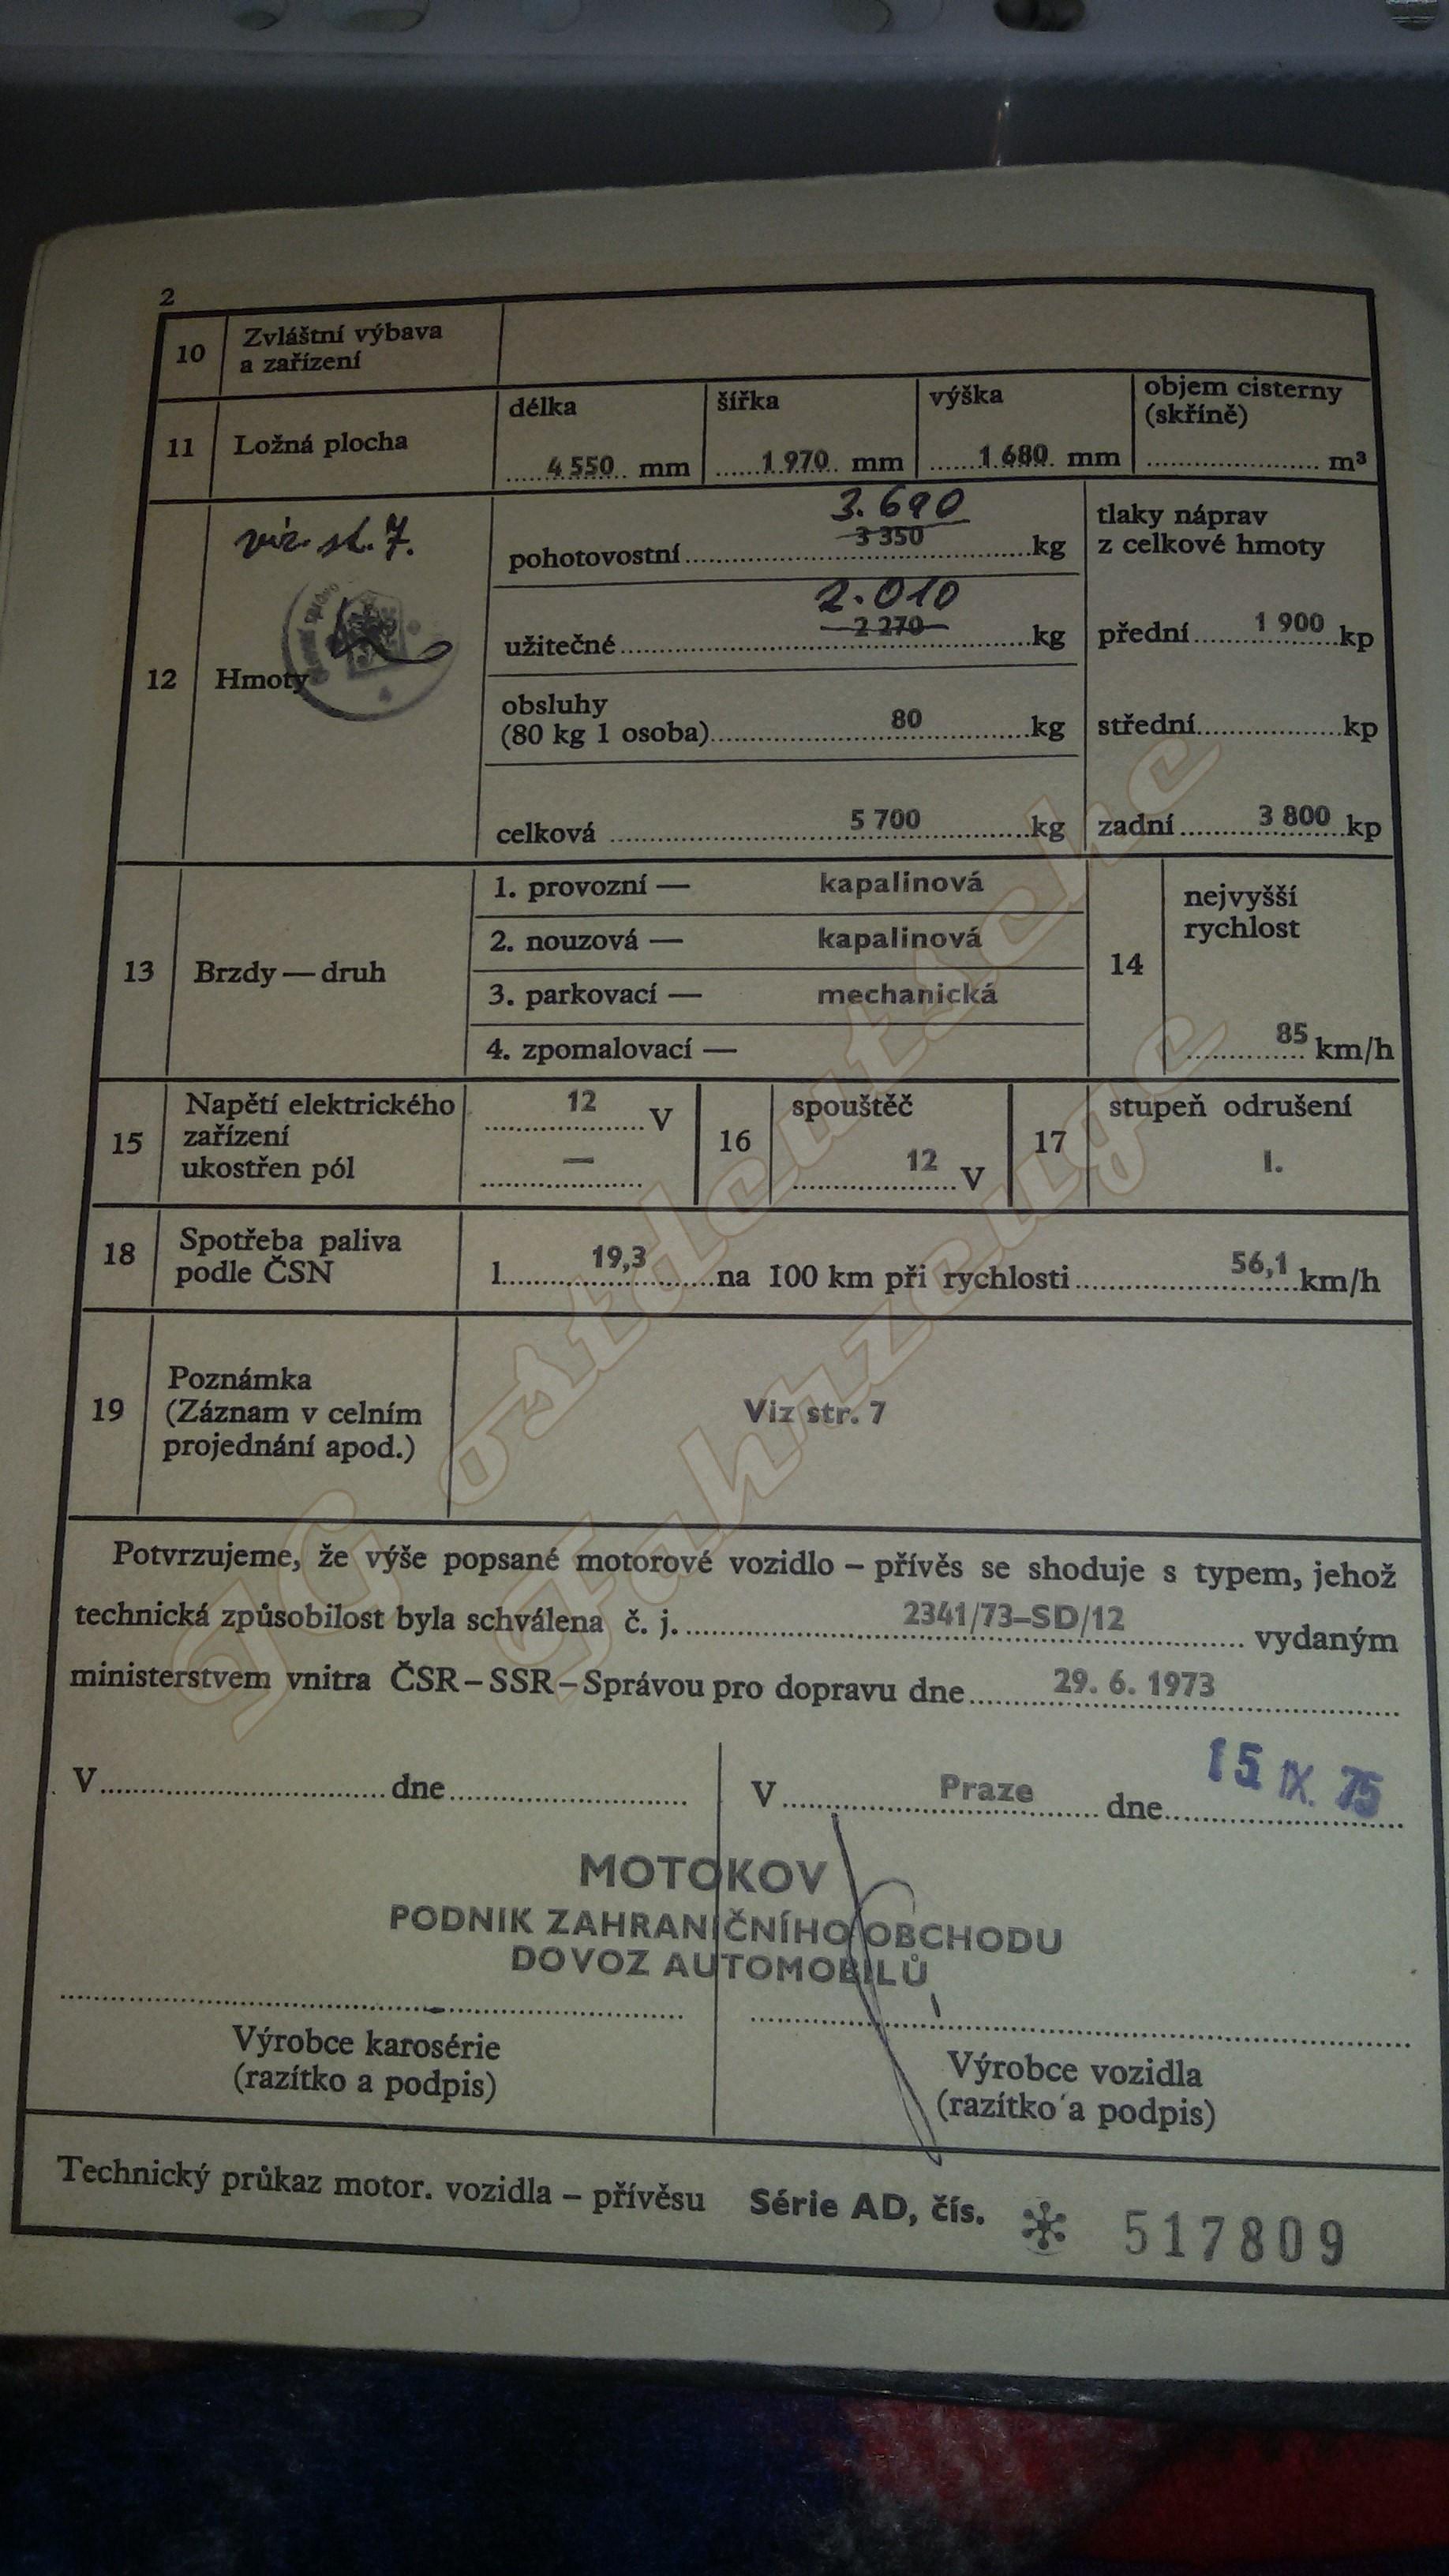 2
10 Zvláštní výbava
a zařízení
11 Ložná plocha
délka
4 550 mm
šířka
1 970 mm
výška
1 680 mm
objem cisterny
(skříně)
m³
12 Hmoty
viz. st. 7.
3.690
pohotovostní 3 350 kg
2.010
užitečné 2 270 kg
obsluhy
(80 kg 1 osoba) 80 kg
celková 5 700 kg
tlaky náprav
z celkové hmoty
přední 1 900 kp
střední kp
zadní 3 800 kp
13 Brzdy — druh
1. provozní — kapalinová
2. nouzová — kapalinová
3. parkovací — mechanická
4. zpomalovací —
14 nejvyšší
rychlost
85 km/h
15 Napětí elektrického
zařízení
ukostřen pól
12 V
—
16 spouštěč
12 V
17 stupeň odrušení
I.
18 Spotřeba paliva
podle ČSN
l 19,3 na 100 km při rychlosti 56,1 km/h
19 Poznámka
(Záznam v celním
projednání apod.)
Viz str. 7
Potvrzujeme, že výše popsané motorové vozidlo – přívěs se shoduje s typem, jehož
technická způsobilost byla schválena č. j. 2341/73–SD/12 vydaným
ministerstvem vnitra ČSR – SSR – Správou pro dopravu dne 29. 6. 1973
V dne
V Praze dne 15. IX. 75
MOTOKOV
PODNIK ZAHRANIČNÍHO OBCHODU
DOVOZ AUTOMOBILŮ
Výrobce karosérie
(razítko a podpis)
Výrobce vozidla
(razítko a podpis)
Technický průkaz motor. vozidla – přívěsu Série AD, čís. * 517809
JG ostdeutsche
Fahrzeuge